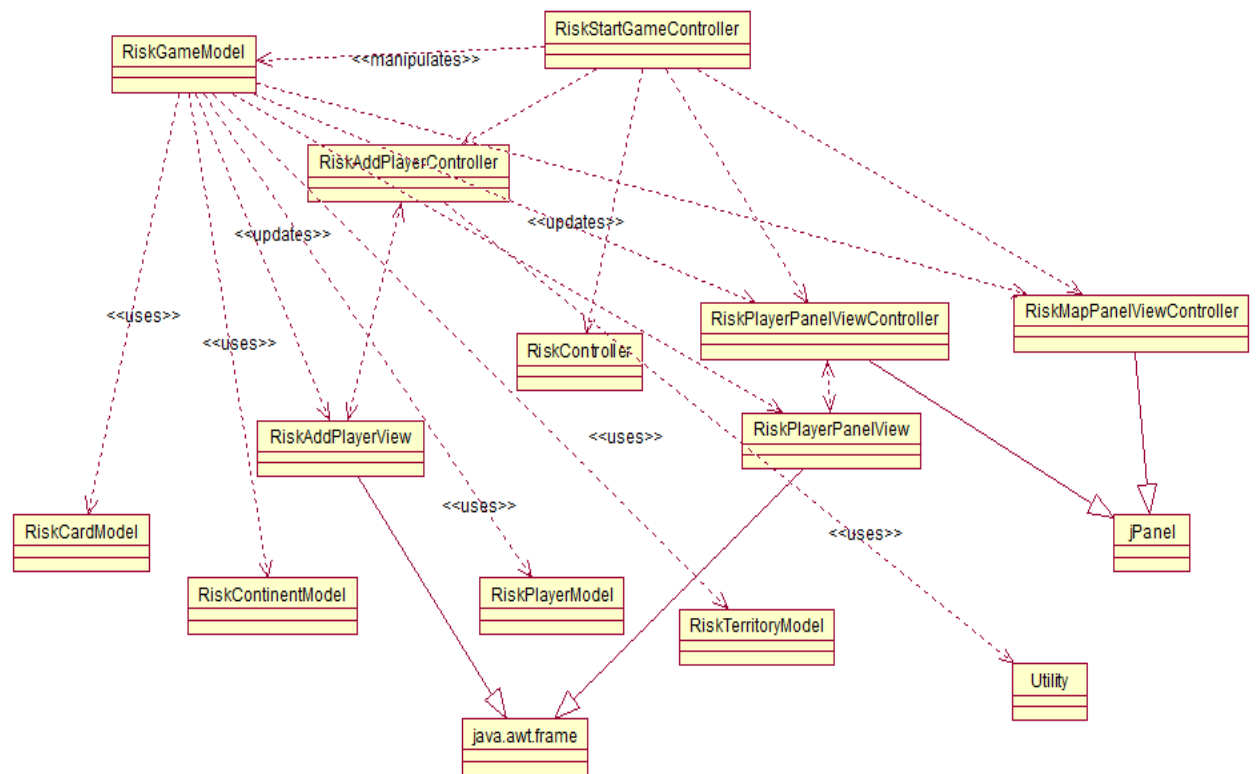 RiskStartGameController
RiskGameModel
<<manipulates>>
RiskAddPlayerController
<<updates>>
<<updates>>
RiskPlayerPanelViewController
RiskMapPanelViewController
<<uses>>
<<uses>>
RiskController
RiskAddPlayerView
RiskPlayerPanelView
<<uses>>
<<uses>>
RiskCardModel
<<uses>>
jPanel
RiskContinentModel
RiskPlayerModel
RiskTerritoryModel
Utility
java.awt.frame